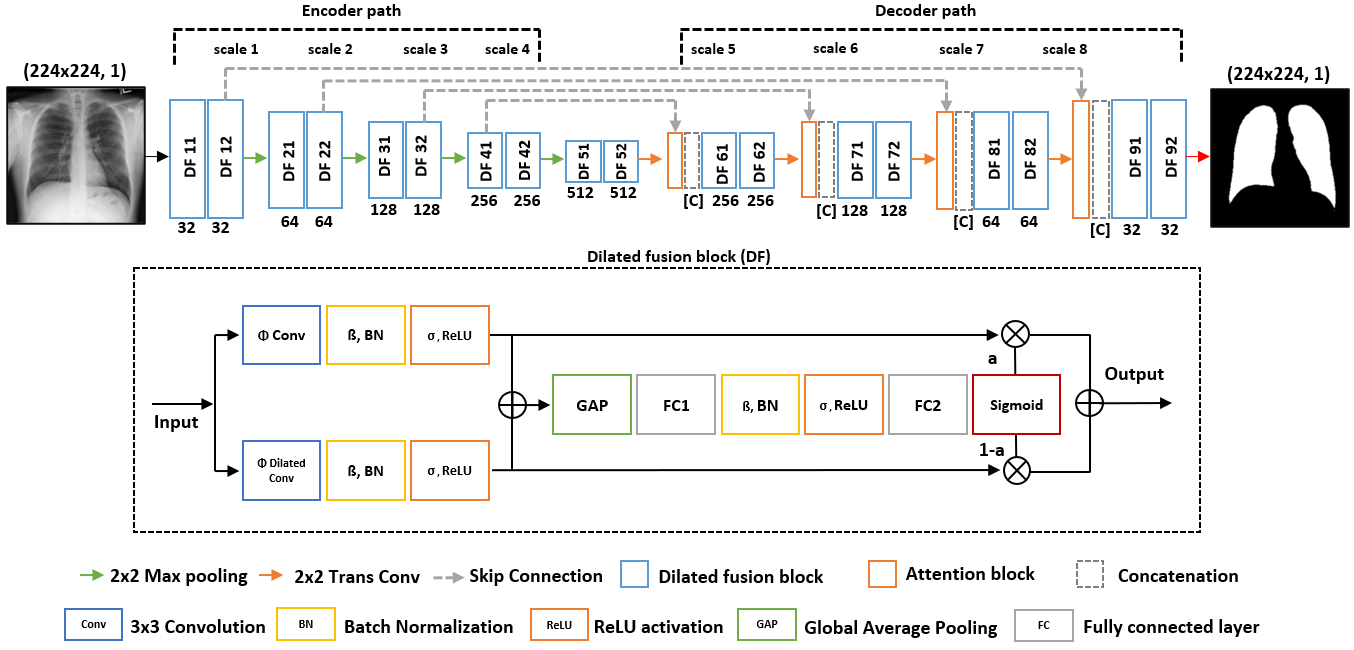 Encoder path
Decoder path
scale 1
scale 2
scale 3
scale 4
scale 5
scale 6
scale 7
scale 8
(224x224, 1)
(224x224, 1)
DF 11
DF 12
DF 21
DF 22
DF 31
DF 32
DF 41
DF 42
DF 51
DF 52
DF 61
DF 62
DF 71
DF 72
DF 81
DF 82
DF 91
DF 92
32
32
64
64
128
128
256
256
512
512
[C]
256
256
[C]
128
128
[C]
64
64
[C]
32
32
Dilated fusion block (DF)
Φ Conv
ß, BN
σ, ReLU
a
Output
Input
GAP
FC1
ß, BN
σ, ReLU
FC2
Sigmoid
1-a
Φ Dilated
Conv
ß, BN
σ, ReLU
2x2 Max pooling
2x2 Trans Conv
Skip Connection
Dilated fusion block
Attention block
Concatenation
Conv
3x3 Convolution
BN
Batch Normalization
ReLU
ReLU activation
GAP
Global Average Pooling
FC
Fully connected layer